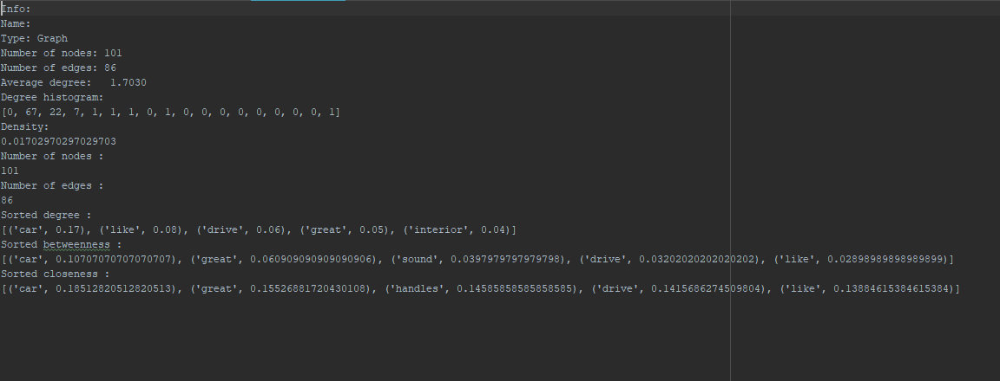 Info:
Name:
Type: Graph
Number of nodes: 101
Number of edges: 86
Average degree:   1.7030
Degree histogram:
[0, 67, 22, 7, 1, 1, 1, 0, 1, 0, 0, 0, 0, 0, 0, 0, 0, 1]
Density:
0.01702970297029703
Number of nodes :
101
Number of edges :
86
Sorted degree :
[('car', 0.17), ('like', 0.08), ('drive', 0.06), ('great', 0.05), ('interior', 0.04)]
Sorted betweenness :
[('car', 0.10707070707070707), ('great', 0.060909090909090906), ('sound', 0.0397979797979798), ('drive', 0.03202020202020202), ('like', 0.02898989898989899)]
Sorted closeness :
[('car', 0.18512820512820513), ('great', 0.15526881720430108), ('handles', 0.14585858585858585), ('drive', 0.1415686274509804), ('like', 0.13884615384615384)]